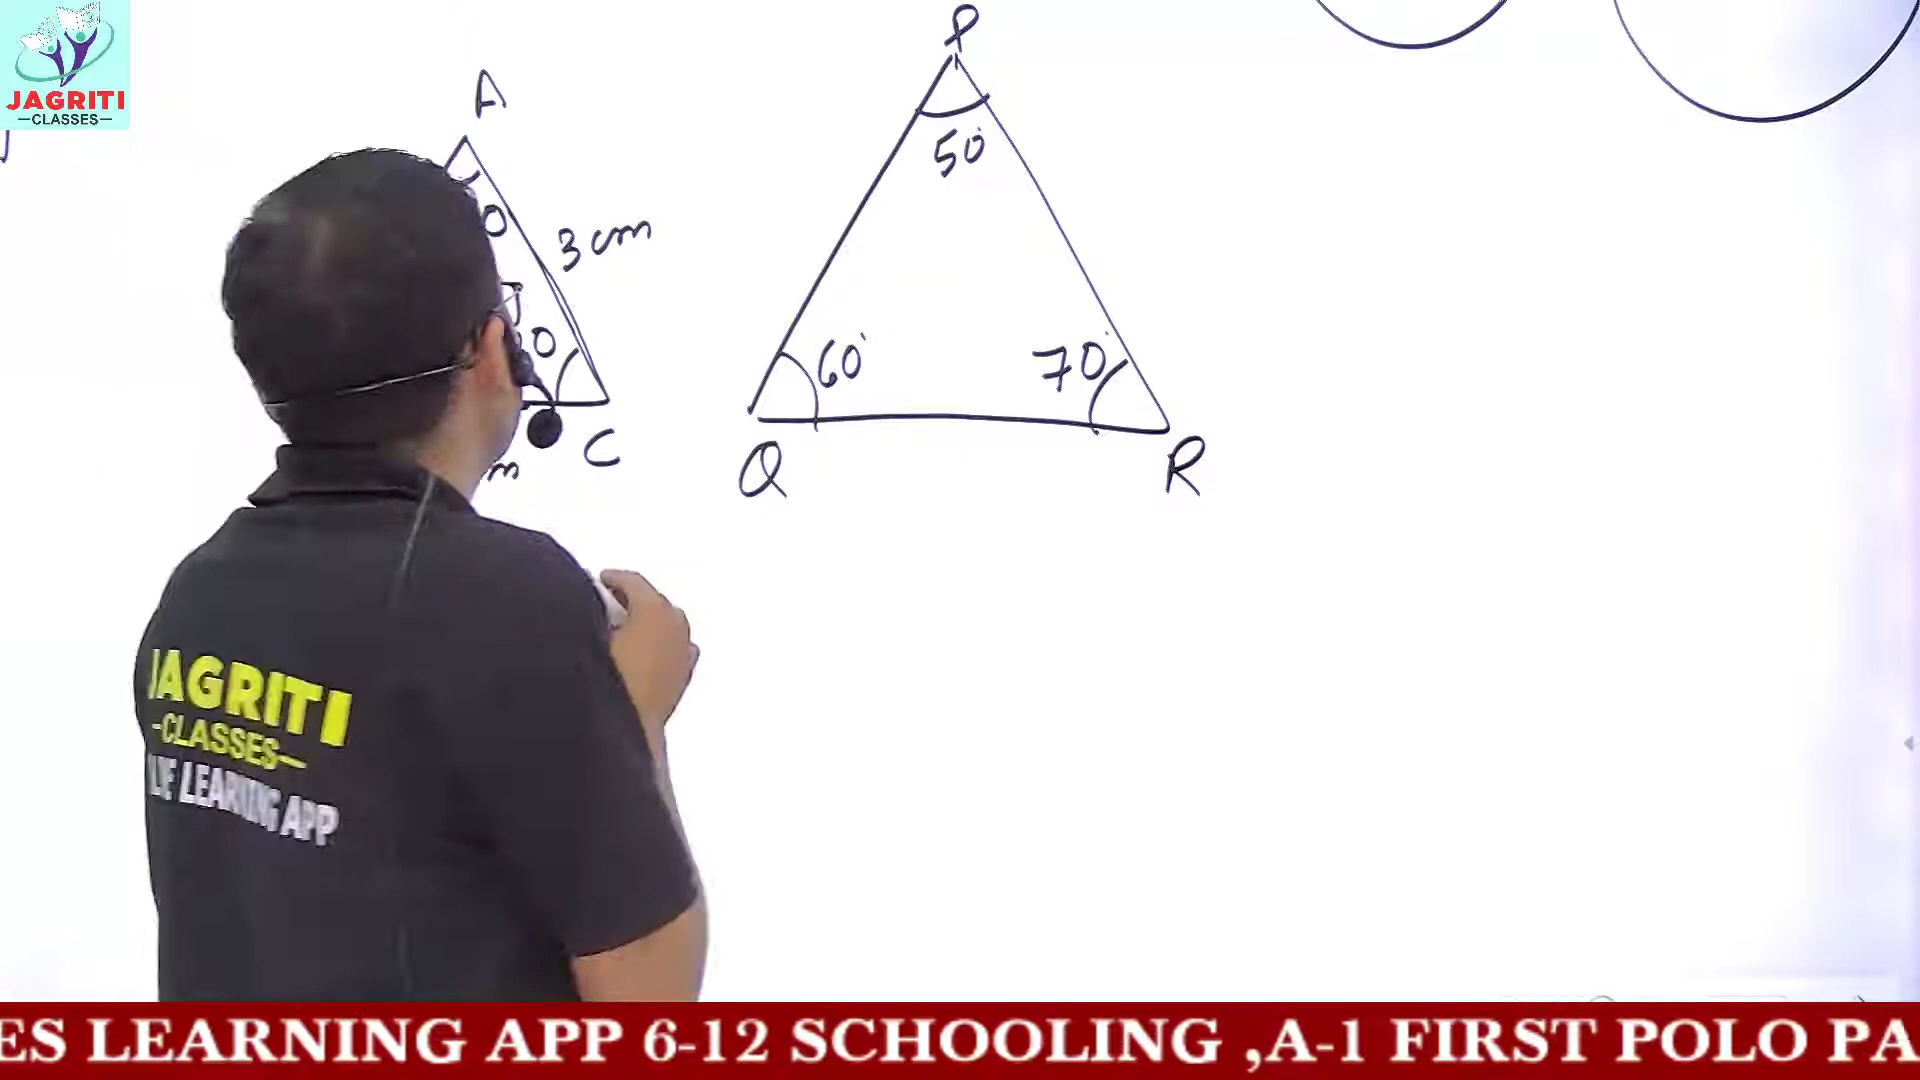 JAGRITI
—CLASSES—
P
A
50°
3 cm
60°
70°
C
Q
R
JAGRITI
-CLASSES—
LEARNING APP
ES LEARNING APP 6-12 SCHOOLING ,A-1 FIRST POLO PA